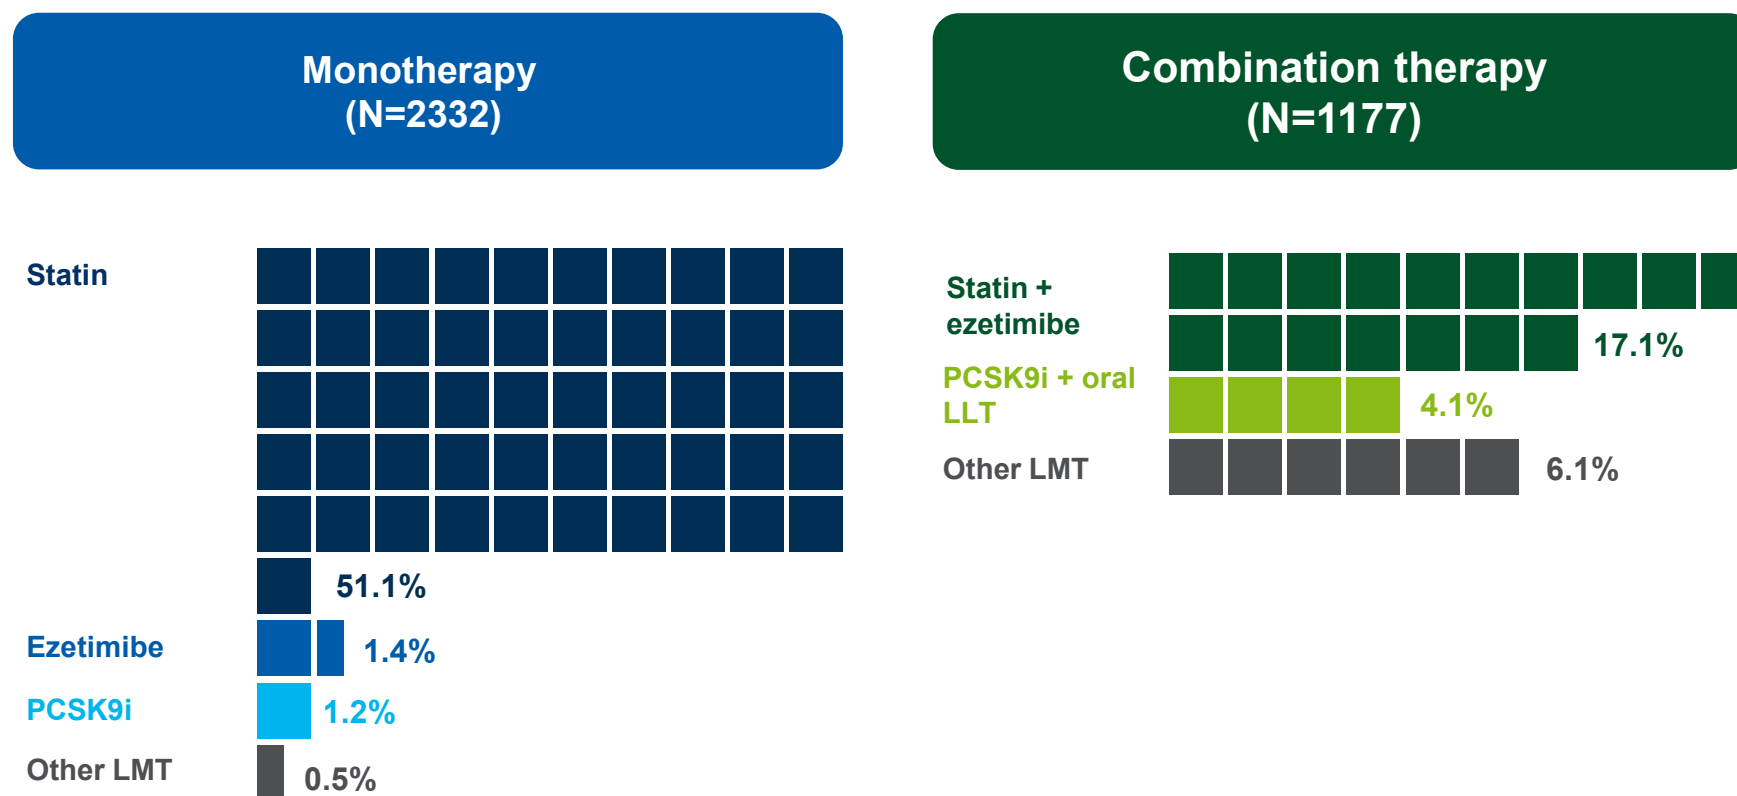 Monotherapy
(N=2332)
Combination therapy
(N=1177)
Statin
51.1%
Ezetimibe
1.4%
PCSK9i
1.2%
Other LMT
0.5%
Statin +
ezetimibe
17.1%
PCSK9i + oral
LLT
4.1%
Other LMT
6.1%